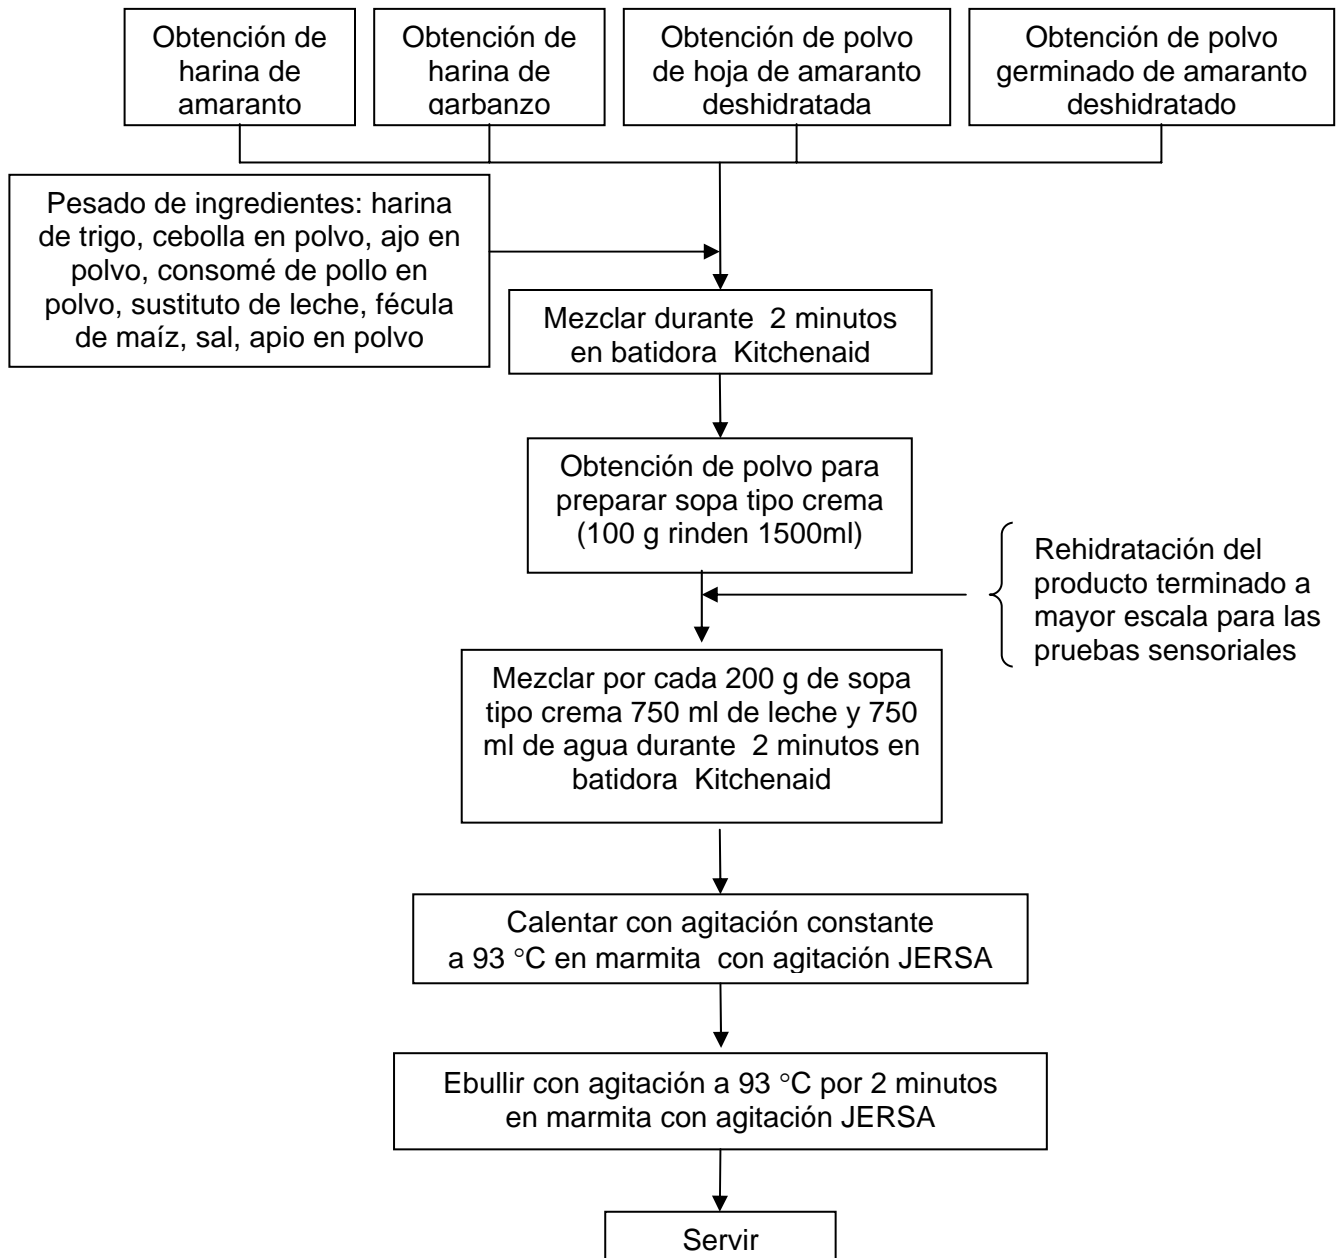 Obtención de
harina de
amaranto
Obtención de
harina de
garbanzo
Obtención de polvo
de hoja de amaranto
deshidratada
Obtención de polvo
germinado de amaranto
deshidratado
Pesado de ingredientes: harina
de trigo, cebolla en polvo, ajo en
polvo, consomé de pollo en
polvo, sustituto de leche, fécula
de maíz, sal, apio en polvo
Mezclar durante 2 minutos
en batidora Kitchenaid
Obtención de polvo para
preparar sopa tipo crema
(100 g rinden 1500ml)
Rehidratación del
producto terminado a
mayor escala para las
pruebas sensoriales
Mezclar por cada 200 g de sopa
tipo crema 750 ml de leche y 750
ml de agua durante 2 minutos en
batidora Kitchenaid
Calentar con agitación constante
a 93 °C en marmita con agitación JERSA
Ebullir con agitación a 93 °C por 2 minutos
en marmita con agitación JERSA
Servir